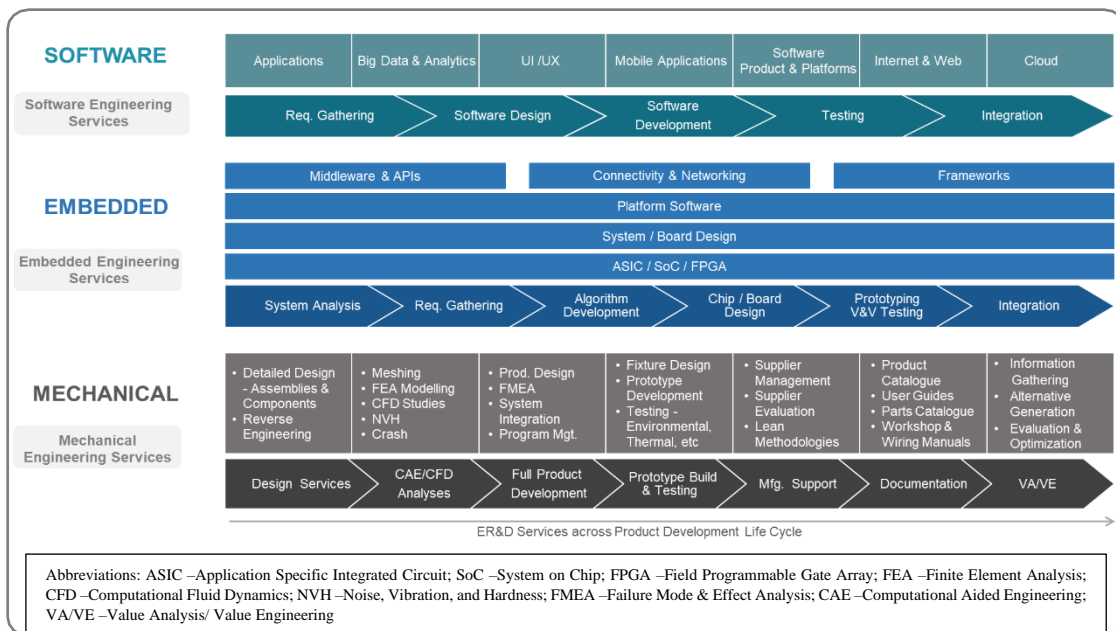 SOFTWARE
Applications
Big Data & Analytics
UI /UX
Mobile Applications
Software
Product & Platforms
Internet & Web
Cloud
Software Engineering
Services
Req. Gathering
Software Design
Software
Development
Testing
Integration
EMBEDDED
Middleware & APIs
Connectivity & Networking
Frameworks
Platform Software
System / Board Design
ASIC / SoC / FPGA
Embedded Engineering
Services
System Analysis
Req. Gathering
Algorithm
Development
Chip / Board
Design
Prototyping
V&V Testing
Integration
MECHANICAL
• Detailed Design
- Assemblies &
Components
• Reverse
Engineering
• Meshing
• FEA Modelling
• CFD Studies
• NVH
• Crash
• Prod. Design
• FMEA
• System
Integration
• Program Mgt.
• Fixture Design
• Prototype
Development
• Testing -
Environmental,
Thermal, etc
• Supplier
Management
• Supplier
Evaluation
• Lean
Methodologies
• Product
Catalogue
• User Guides
• Parts Catalogue
• Workshop &
Wiring Manuals
• Information
Gathering
• Alternative
Generation
• Evaluation &
Optimization
Mechanical
Engineering Services
Design Services
CAE/CFD
Analyses
Full Product
Development
Prototype Build
& Testing
Mfg. Support
Documentation
VA/VE
ER&D Services across Product Development Life Cycle
Abbreviations: ASIC –Application Specific Integrated Circuit; SoC –System on Chip; FPGA –Field Programmable Gate Array; FEA –Finite Element Analysis;
CFD –Computational Fluid Dynamics; NVH –Noise, Vibration, and Hardness; FMEA –Failure Mode & Effect Analysis; CAE –Computational Aided Engineering;
VA/VE –Value Analysis/ Value Engineering